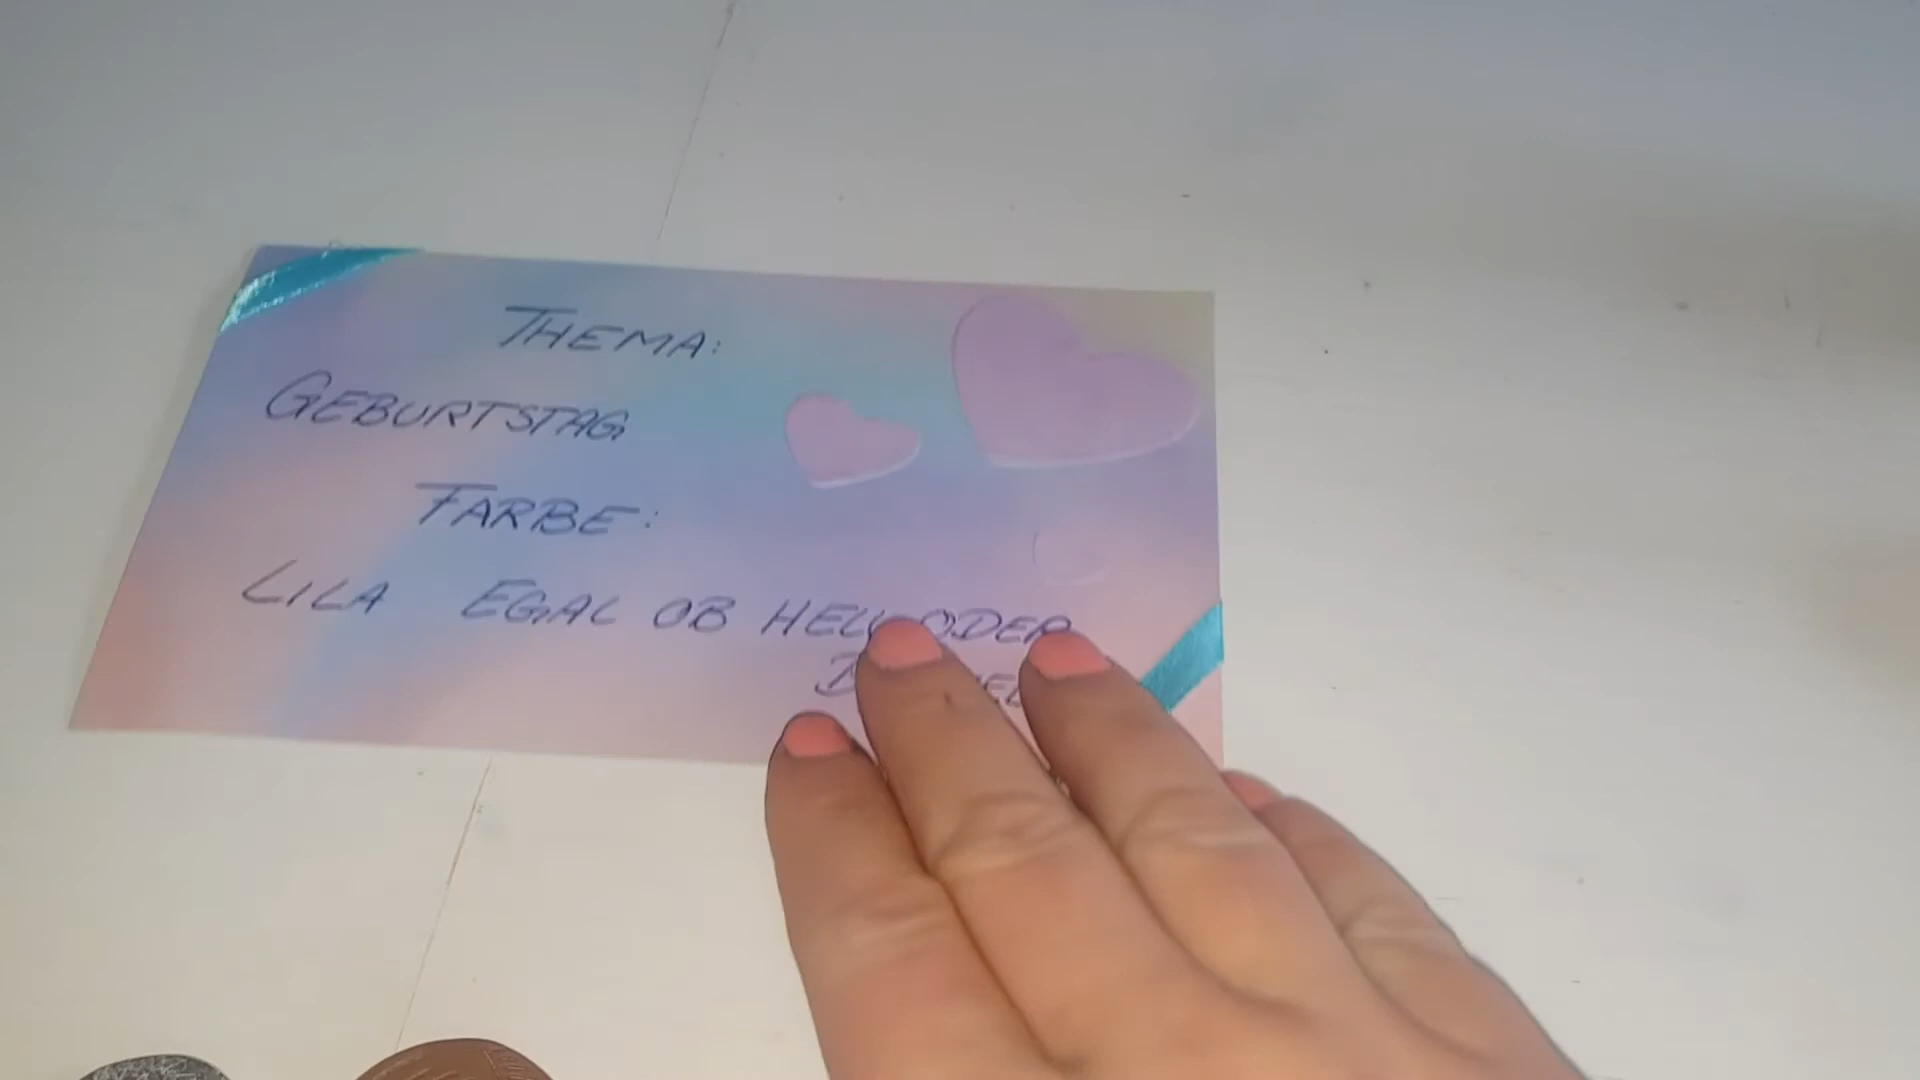 THEMA:
GEBURTSTAG
FARBE:
LILA EGAL OB HELL ODER